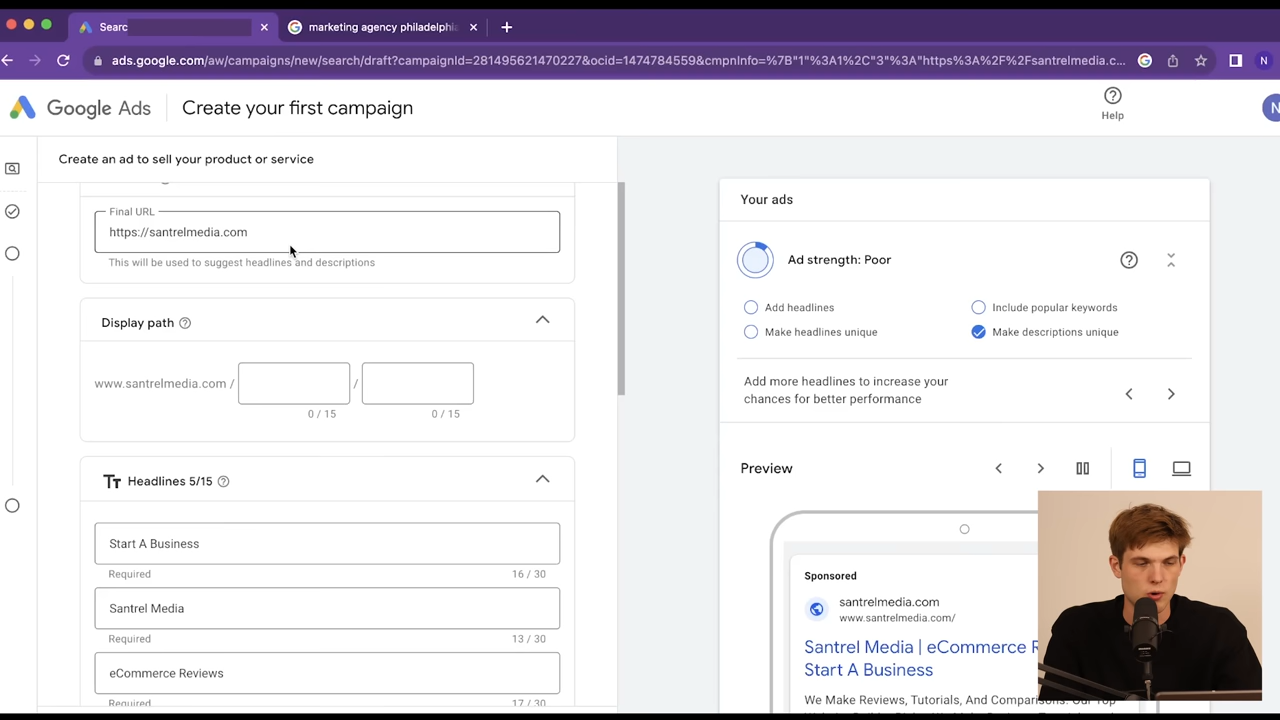 Searc
marketing agency philadelphi
ads.google.com/aw/campaigns/new/search/draft?campaignId=281495621470227&ocid=1474784559&cmpnInfo=%7B"1"%3A1%2C"3"%3A"https%3A%2F%2Fsantrelmedia.c...
N
Google Ads
Create your first campaign
Help
N
Create an ad to sell your product or service
Final URL
https://santrelmedia.com
This will be used to suggest headlines and descriptions
Display path
www.santrelmedia.com /
/
0 / 15
0 / 15
Tт Headlines 5/15
Start A Business
Required
16 / 30
Santrel Media
Required
13 / 30
eCommerce Reviews
Required
17 / 30
Your ads
Ad strength: Poor
Add headlines
Include popular keywords
Make headlines unique
Make descriptions unique
Add more headlines to increase your
chances for better performance
Preview
Sponsored
santrelmedia.com
www.santrelmedia.com/
Santrel Media | eCommerce R
Start A Business
We Make Reviews, Tutorials, And Comparisons. Our Top